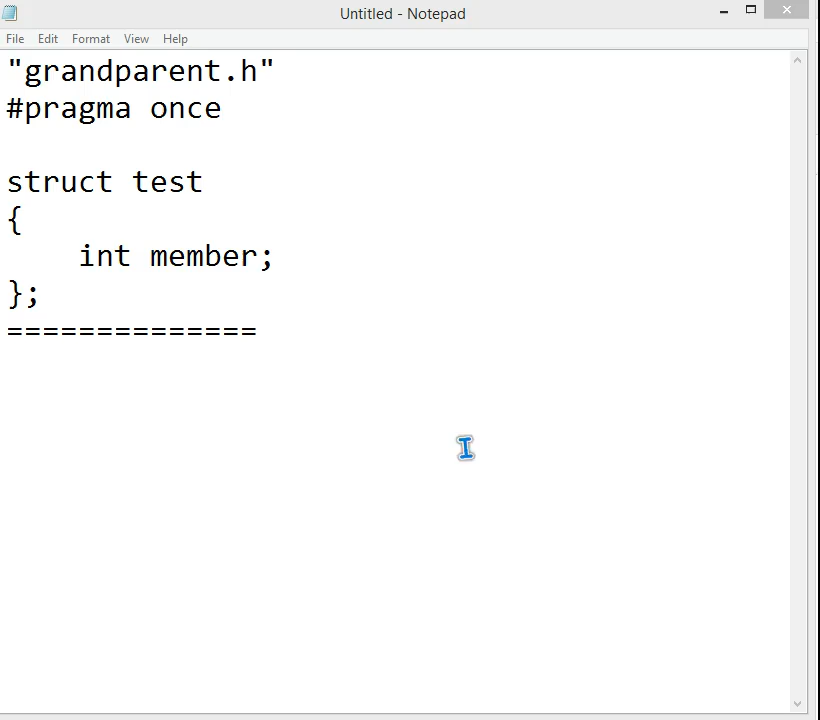 Untitled - Notepad
File Edit Format View Help
"grandparent.h"
#pragma once

struct test
{
    int member;
};
==============